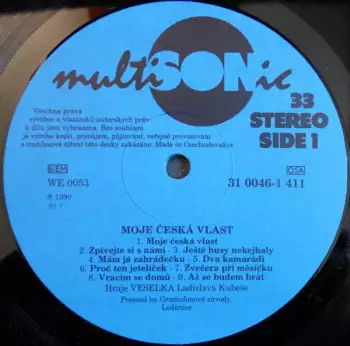 multiSONic
33
STEREO
SIDE 1
Všechna práva
výrobce a vlastníků autorských práv
k dílu jsou vyhrazena. Bez souhlasu
je výroba kopií, pronájem, půjčování, veřejné provozování
a rozhlasové šíření této desky zakázáno. Made in Czechoslovakia
BIEM
OSA
WE 0053
31 0046-1 411
℗ 1990
MOJE ČESKÁ VLAST
1. Moje česká vlast
2. Zpívejte si s námi · 3. Ještě husy nekejhaly
4. Mám já zahrádečku · 5. Dva kamarádi
6. Proč ten jetelíček · 7. Zvečera při měsíčku
8. Vracím se domů · 9. Až se budem brát
Hraje VESELKA Ladislava Kubeše
Pressed by Gramofonové závody,
Loděnice